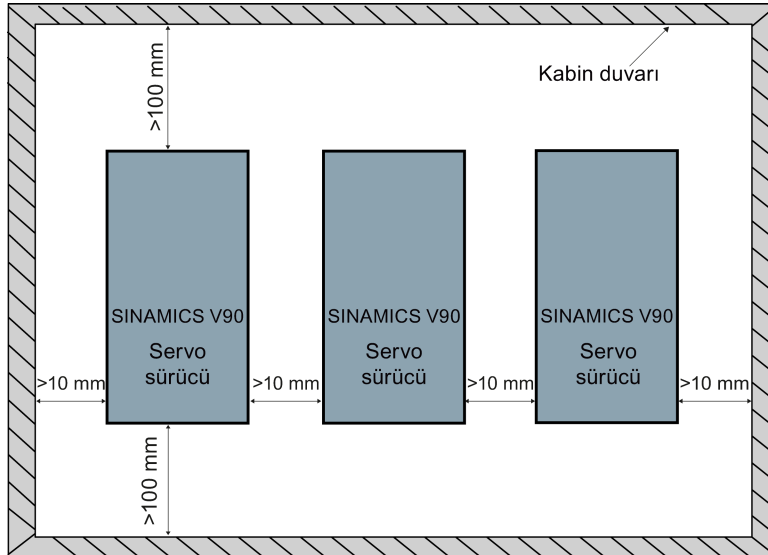 >100 mm
Kabin duvarı
SINAMICS V90
Servo
sürücü
SINAMICS V90
Servo
sürücü
SINAMICS V90
Servo
sürücü
>10 mm
>10 mm
>10 mm
>10 mm
>100 mm